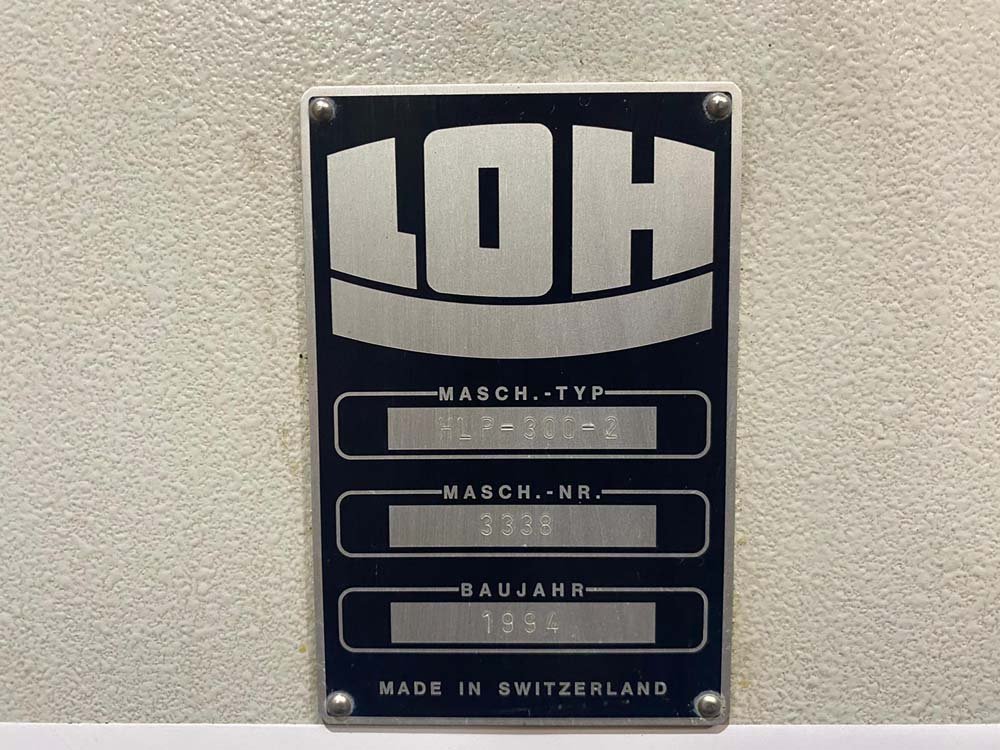 LOH
MASCH.-TYP
HLP-300-2
MASCH.-NR.
3338
BAUJAHR
1994
MADE IN SWITZERLAND